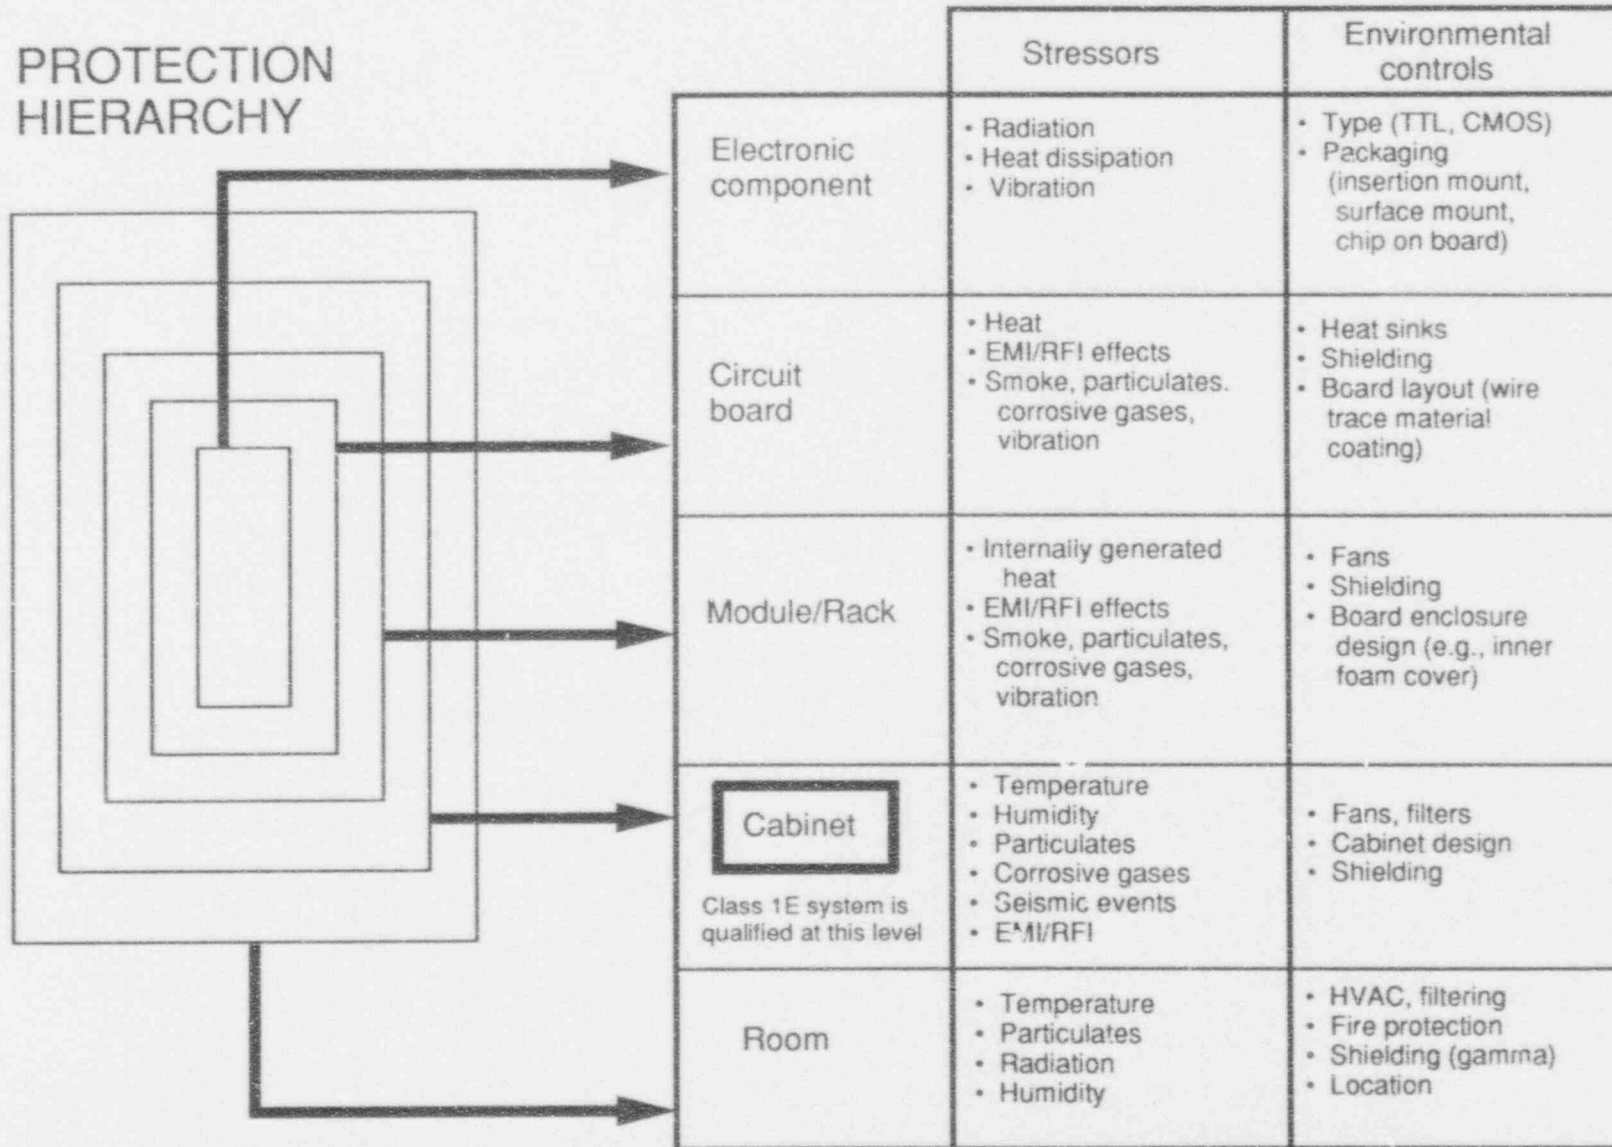 PROTECTION
HIERARCHY
Stressors
Environmental
controls
Electronic
component
• Radiation
• Heat dissipation
• Vibration
• Type (TTL, CMOS)
• Packaging
(insertion mount,
surface mount,
chip on board)
Circuit
board
• Heat
• EMI/RFI effects
• Smoke, particulates.
corrosive gases,
vibration
• Heat sinks
• Shielding
• Board layout (wire
trace material
coating)
Module/Rack
• Internally generated
heat
• EMI/RFI effects
• Smoke, particulates,
corrosive gases,
vibration
• Fans
• Shielding
• Board enclosure
design (e.g., inner
foam cover)
Cabinet
Class 1E system is
qualified at this level
• Temperature
• Humidity
• Particulates
• Corrosive gases
• Seismic events
• EMI/RFI
• Fans, filters
• Cabinet design
• Shielding
Room
• Temperature
• Particulates
• Radiation
• Humidity
• HVAC, filtering
• Fire protection
• Shielding (gamma)
• Location